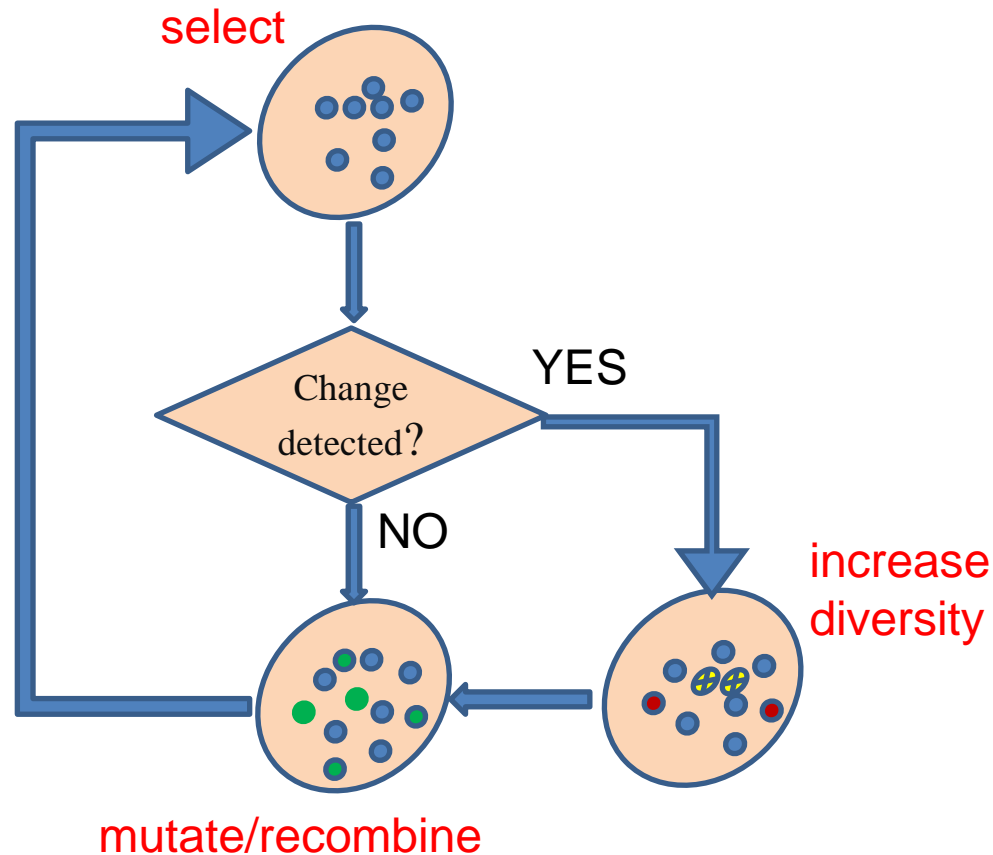 select
Change
detected?
YES
NO
increase
diversity
mutate/recombine